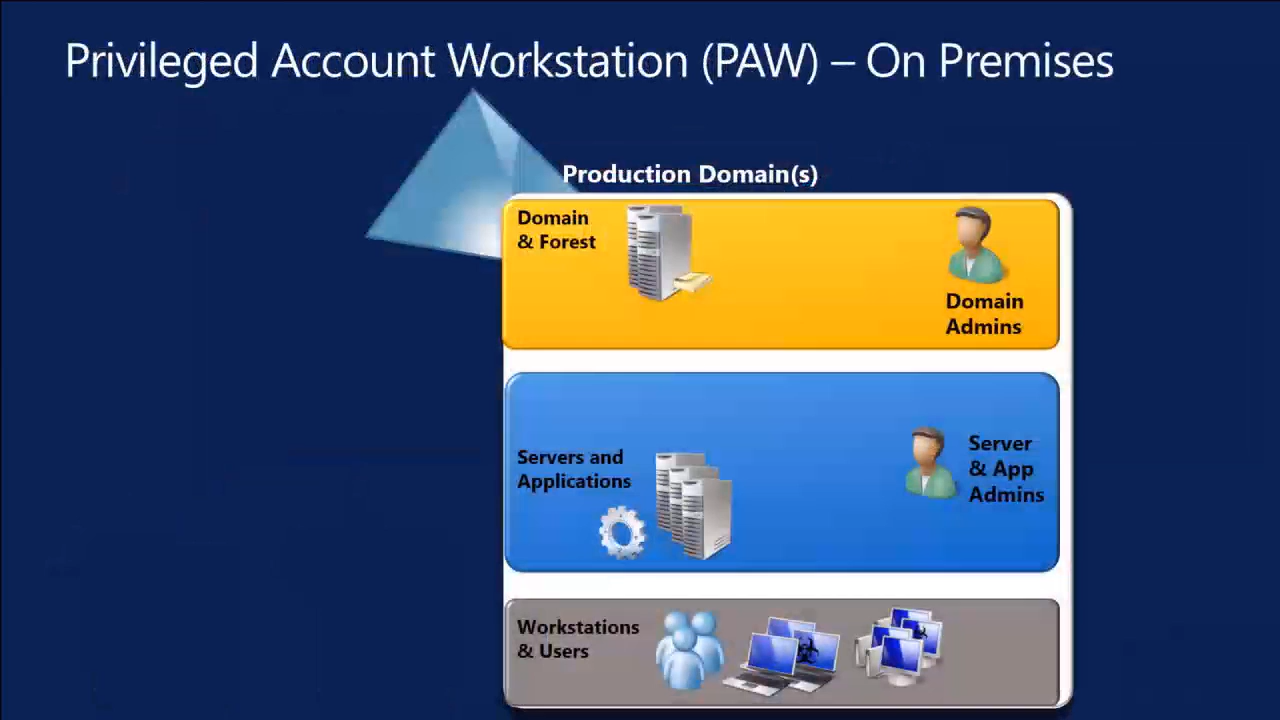 Privileged Account Workstation (PAW) – On Premises
Production Domain(s)
Domain
& Forest
Domain
Admins
Servers and
Applications
Server
& App
Admins
Workstations
& Users